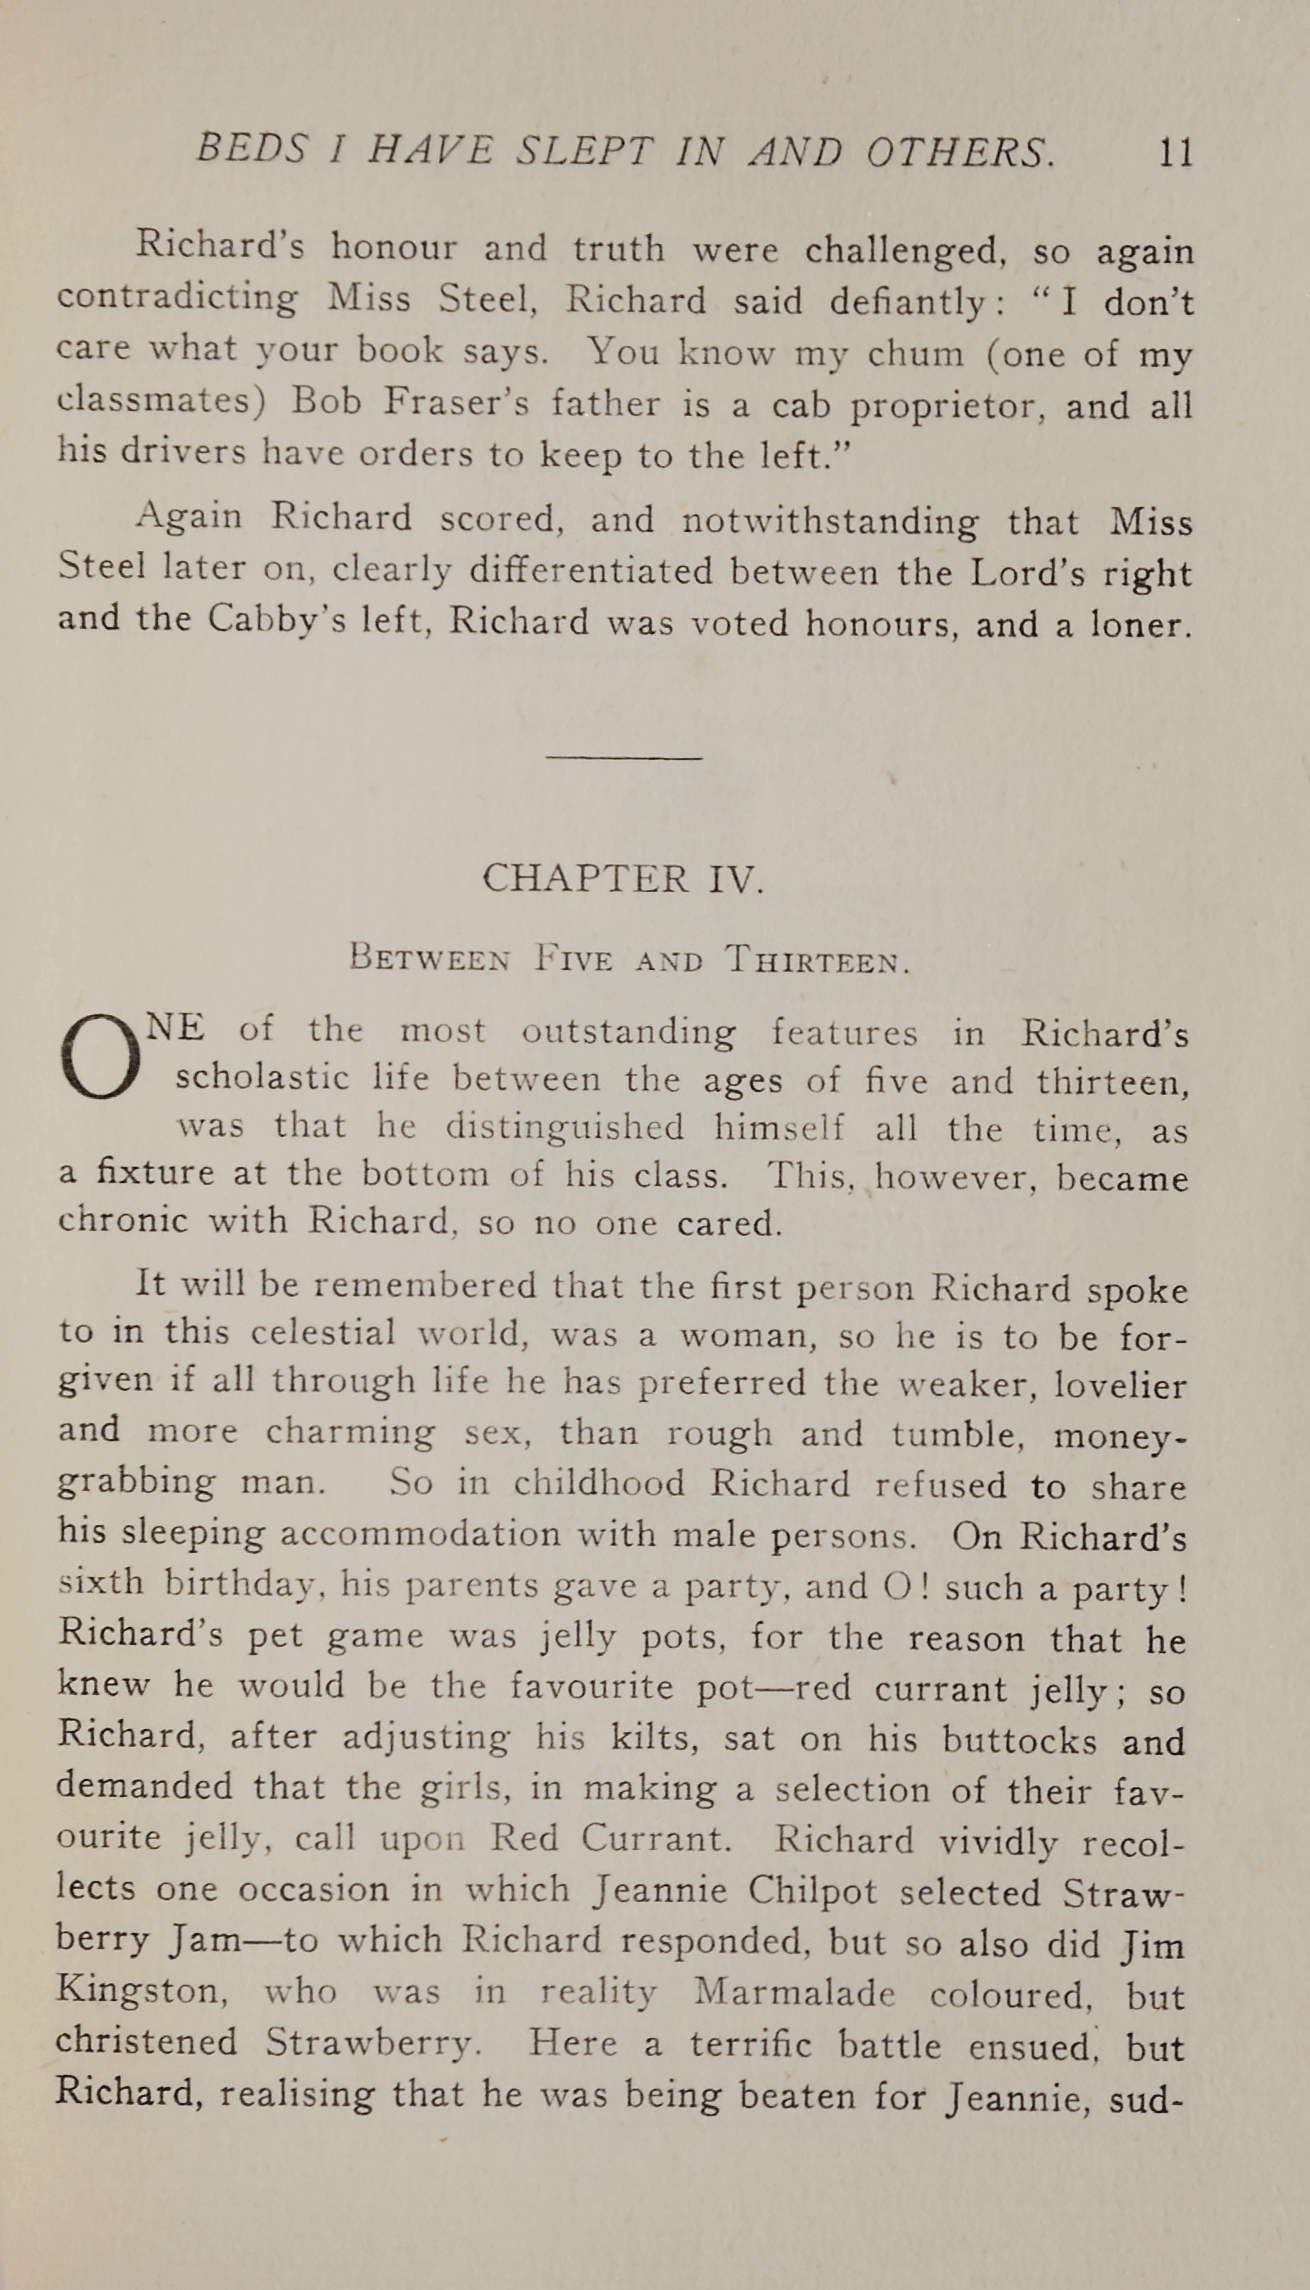 BEDS I HAVE SLEPT IN AND OTHERS. 11
Richard's honour and truth were challenged, so again
contradicting Miss Steel, Richard said defiantly: “I don't
care what your book says. You know my chum (one of my
classmates) Bob Fraser's father is a cab proprietor, and all
his drivers have orders to keep to the left.”
Again Richard scored, and notwithstanding that Miss
Steel later on, clearly differentiated between the Lord's right
and the Cabby's left, Richard was voted honours, and a loner.
CHAPTER IV.
BETWEEN FIVE AND THIRTEEN.
ONE of the most outstanding features in Richard's
scholastic life between the ages of five and thirteen,
was that he distinguished himself all the time, as
a fixture at the bottom of his class. This, however, became
chronic with Richard, so no one cared.
It will be remembered that the first person Richard spoke
to in this celestial world, was a woman, so he is to be for-
given if all through life he has preferred the weaker, lovelier
and more charming sex, than rough and tumble, money-
grabbing man. So in childhood Richard refused to share
his sleeping accommodation with male persons. On Richard's
sixth birthday, his parents gave a party, and O! such a party!
Richard's pet game was jelly pots, for the reason that he
knew he would be the favourite pot—red currant jelly; so
Richard, after adjusting his kilts, sat on his buttocks and
demanded that the girls, in making a selection of their fav-
ourite jelly, call upon Red Currant. Richard vividly recol-
lects one occasion in which Jeannie Chilpot selected Straw-
berry Jam—to which Richard responded, but so also did Jim
Kingston, who was in reality Marmalade coloured, but
christened Strawberry. Here a terrific battle ensued, but
Richard, realising that he was being beaten for Jeannie, sud-